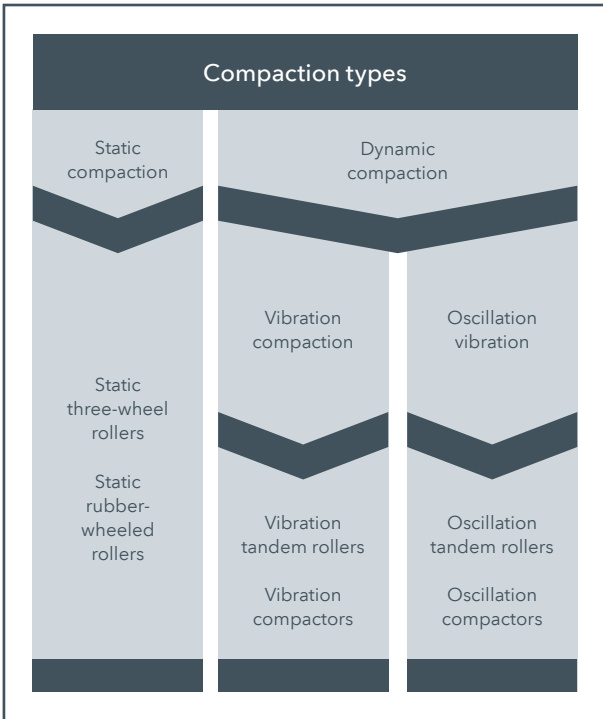 Compaction types
Static
compaction
Dynamic
compaction
Static
three-wheel
rollers
Static
rubber-
wheeled
rollers
Vibration
compaction
Vibration
tandem rollers
Vibration
compactors
Oscillation
vibration
Oscillation
tandem rollers
Oscillation
compactors